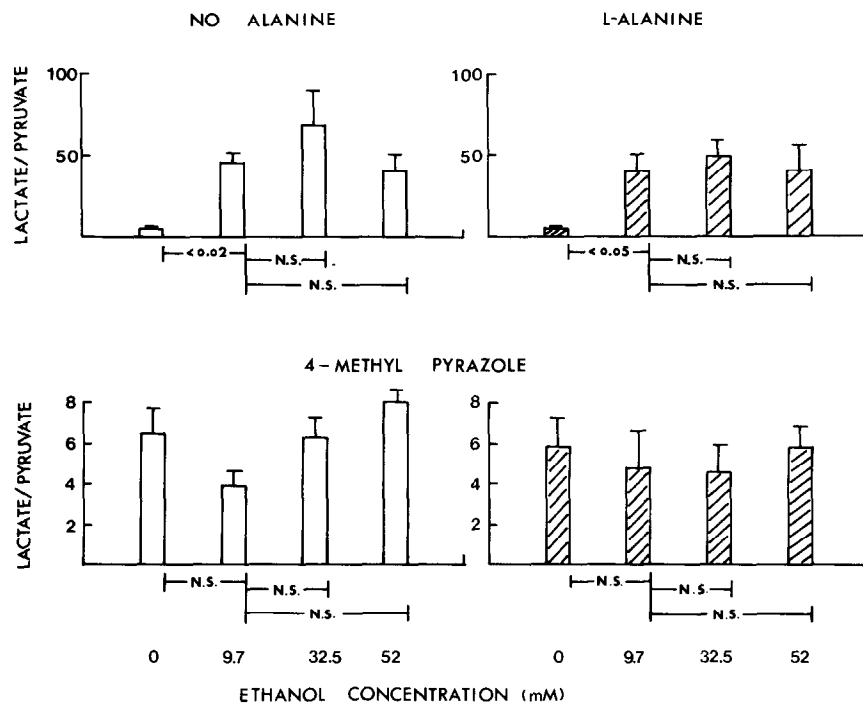 NO ALANINE
L-ALANINE
LACTATE/PYRUVATE
100
50
<0.02
N.S.
N.S.
100
50
<0.05
N.S.
N.S.
4-METHYL PYRAZOLE
LACTATE/PYRUVATE
8
6
4
2
N.S.
N.S.
N.S.
8
6
4
2
N.S.
N.S.
N.S.
0 9.7 32.5 52
0 9.7 32.5 52
ETHANOL CONCENTRATION (mM)